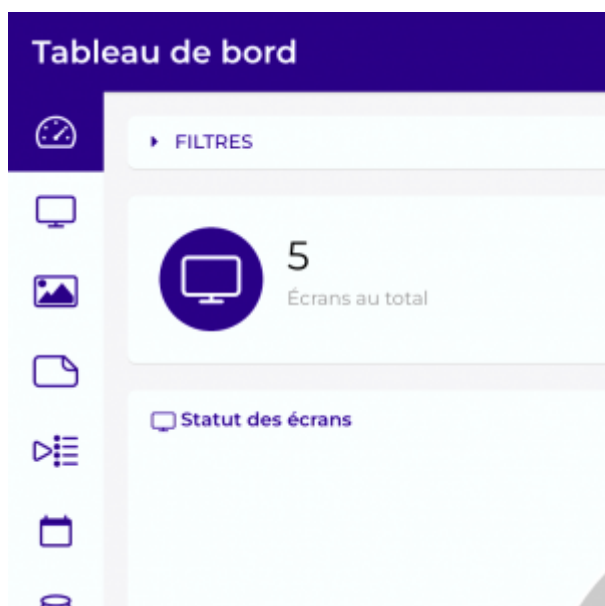 Tableau de bord
FILTRES
5
Écrans au total
Statut des écrans